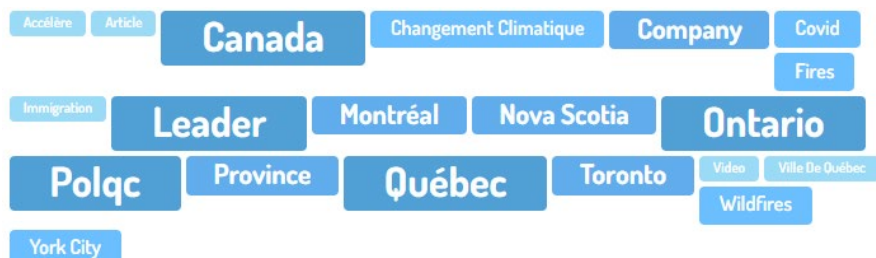 Accélère Article Canada Changement Climatique Company Covid
Fires
Immigration Leader Montréal Nova Scotia Ontario
Polqc Province Québec Toronto Video Ville De Québec
Wildfires
York City